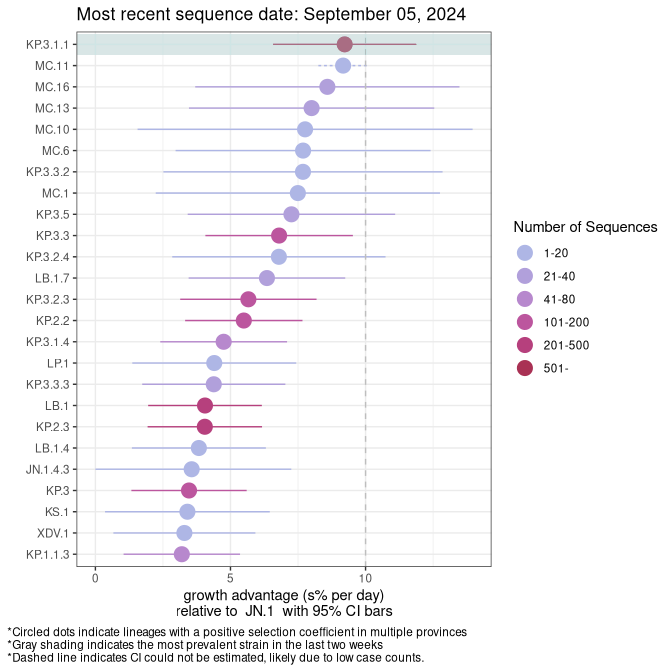 Most recent sequence date: September 05, 2024
KP.3.1.1
MC.11
MC.16
MC.13
MC.10
MC.6
KP.3.3.2
MC.1
KP.3.5
KP.3.3
KP.3.2.4
LB.1.7
KP.3.2.3
KP.2.2
KP.3.1.4
LP.1
KP.3.3.3
LB.1
KP.2.3
LB.1.4
JN.1.4.3
KP.3
KS.1
XDV.1
KP.1.1.3
0 5 10
growth advantage (s% per day)
relative to JN.1 with 95% CI bars
Number of Sequences
1-20
21-40
41-80
101-200
201-500
501-
*Circled dots indicate lineages with a positive selection coefficient in multiple provinces
*Gray shading indicates the most prevalent strain in the last two weeks
*Dashed line indicates CI could not be estimated, likely due to low case counts.